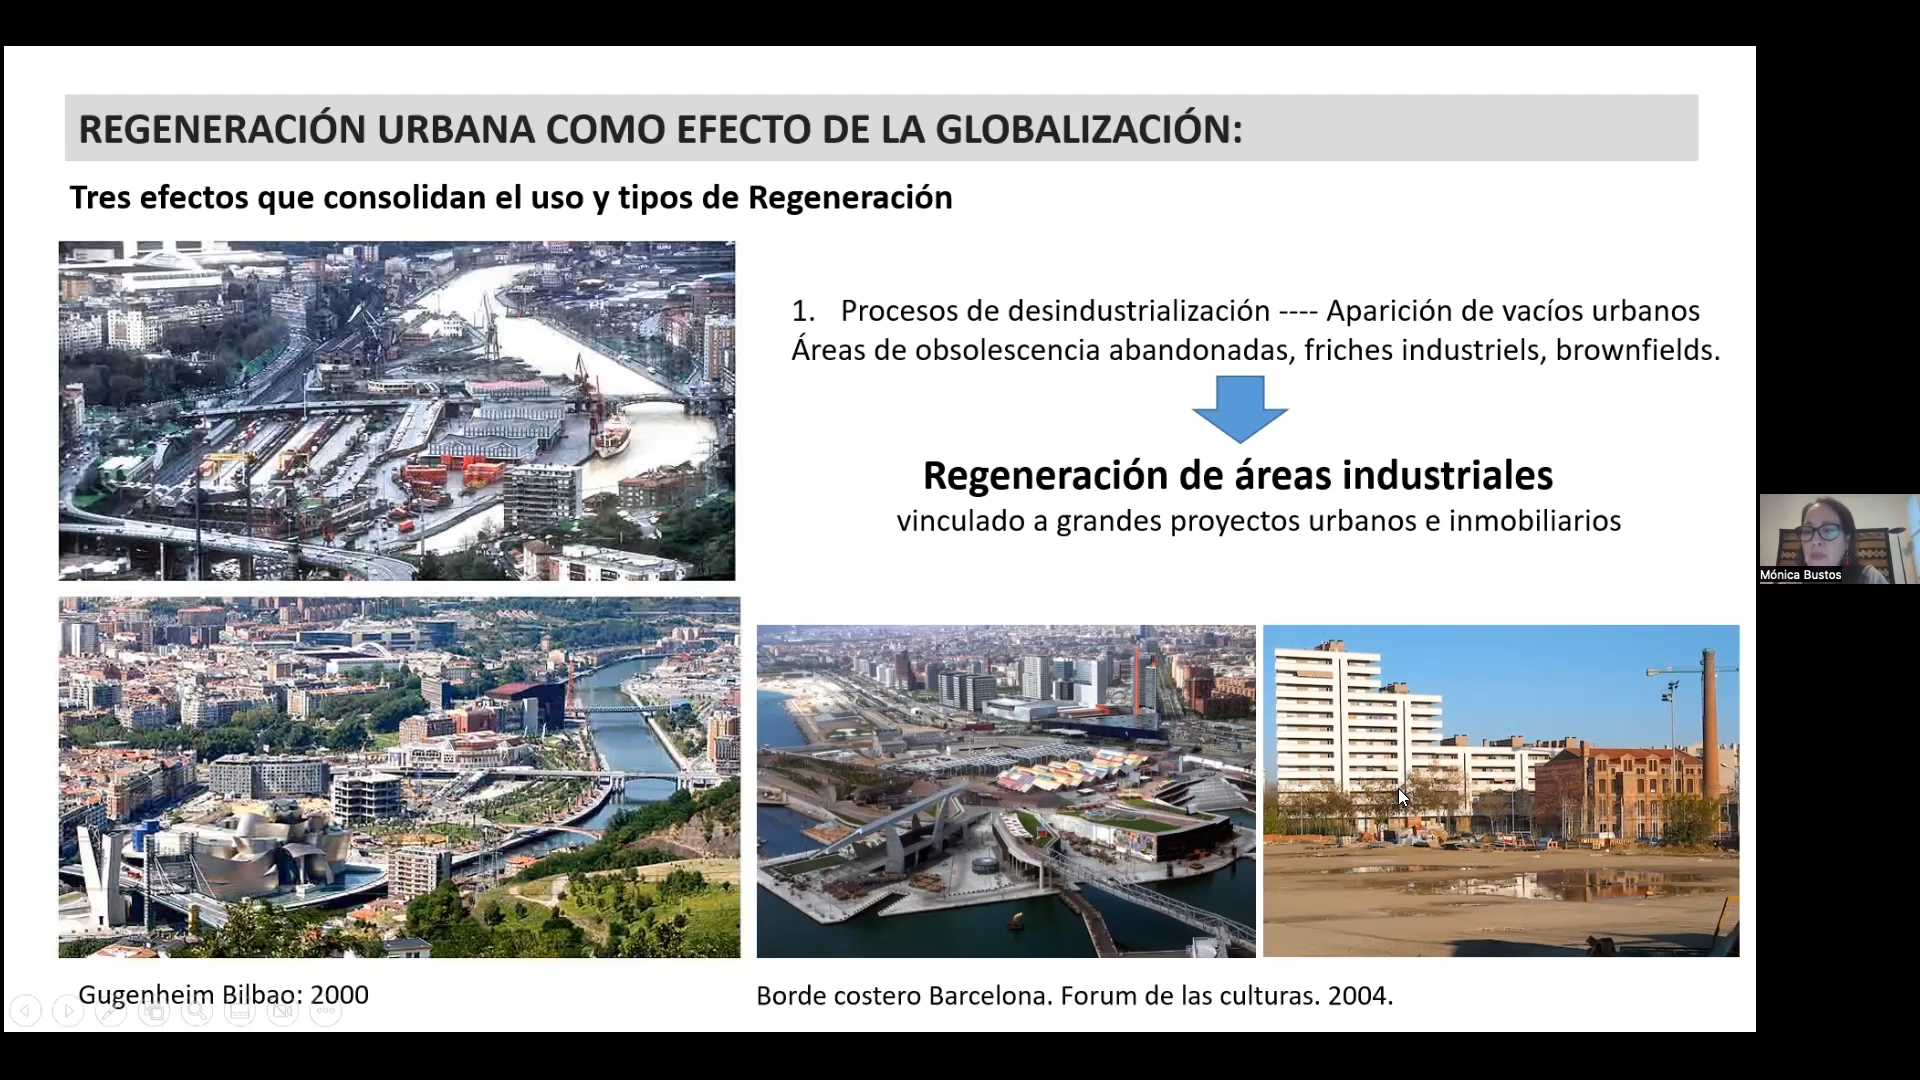 REGENERACIÓN URBANA COMO EFECTO DE LA GLOBALIZACIÓN:
Tres efectos que consolidan el uso y tipos de Regeneración
1. Procesos de desindustrialización ---- Aparición de vacíos urbanos
Áreas de obsolescencia abandonadas, friches industriels, brownfields.
Regeneración de áreas industriales
vinculado a grandes proyectos urbanos e inmobiliarios
Mónica Bustos
Gugenheim Bilbao: 2000
Borde costero Barcelona. Forum de las culturas. 2004.